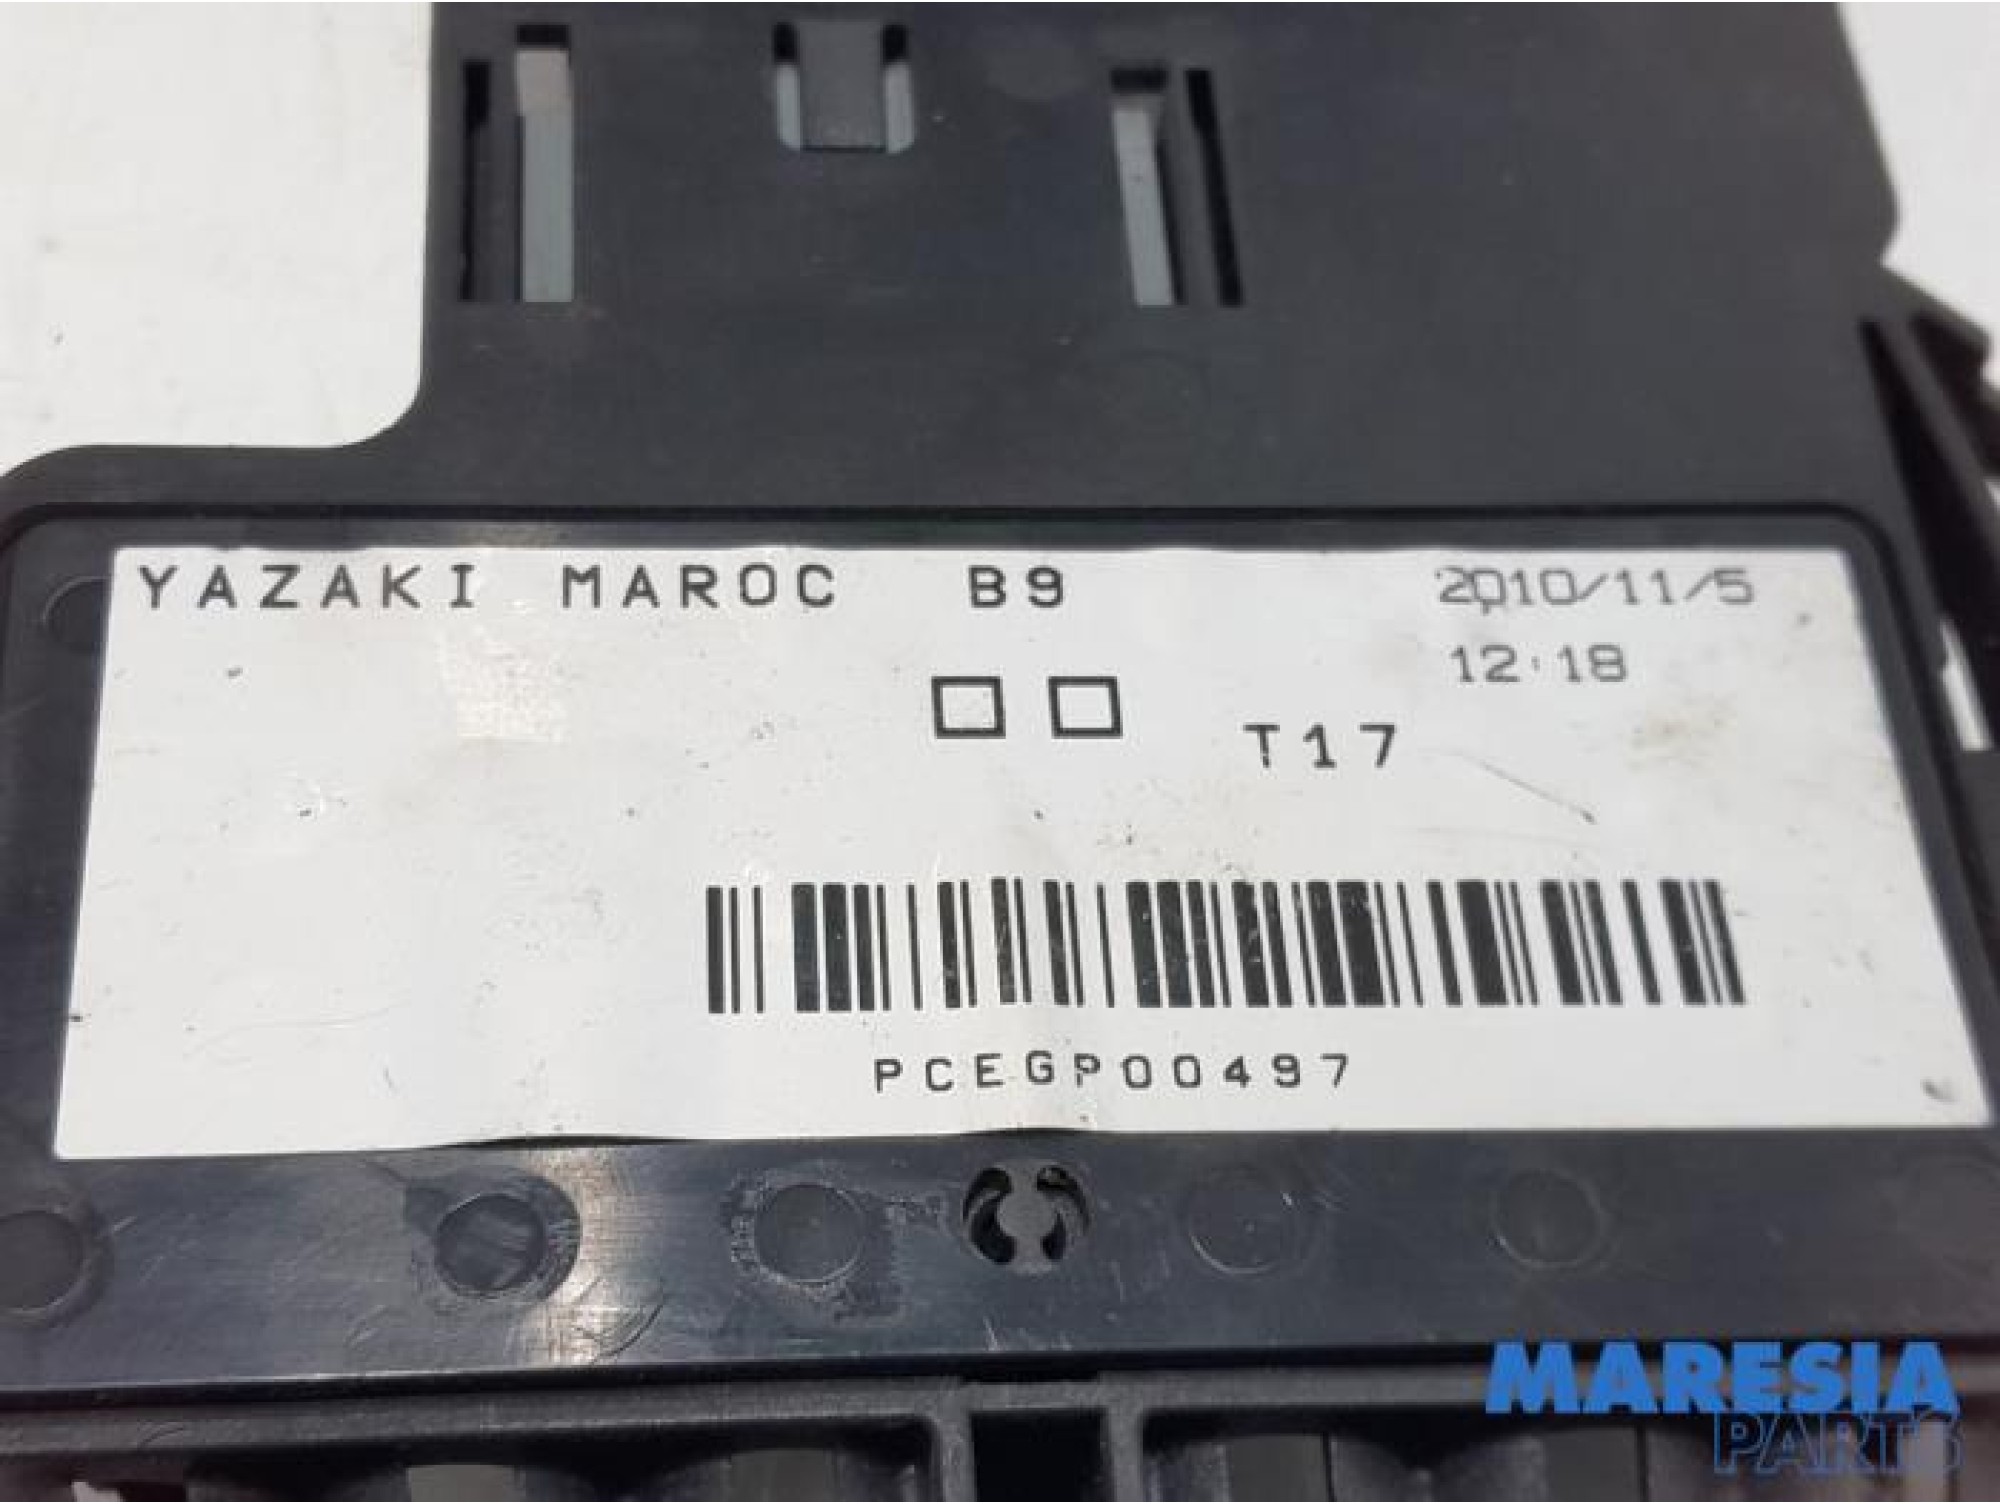 YAZAKI MAROC B9 2010/11/5
12:18
T17
PCEGP00497
MARESIA
PARTS